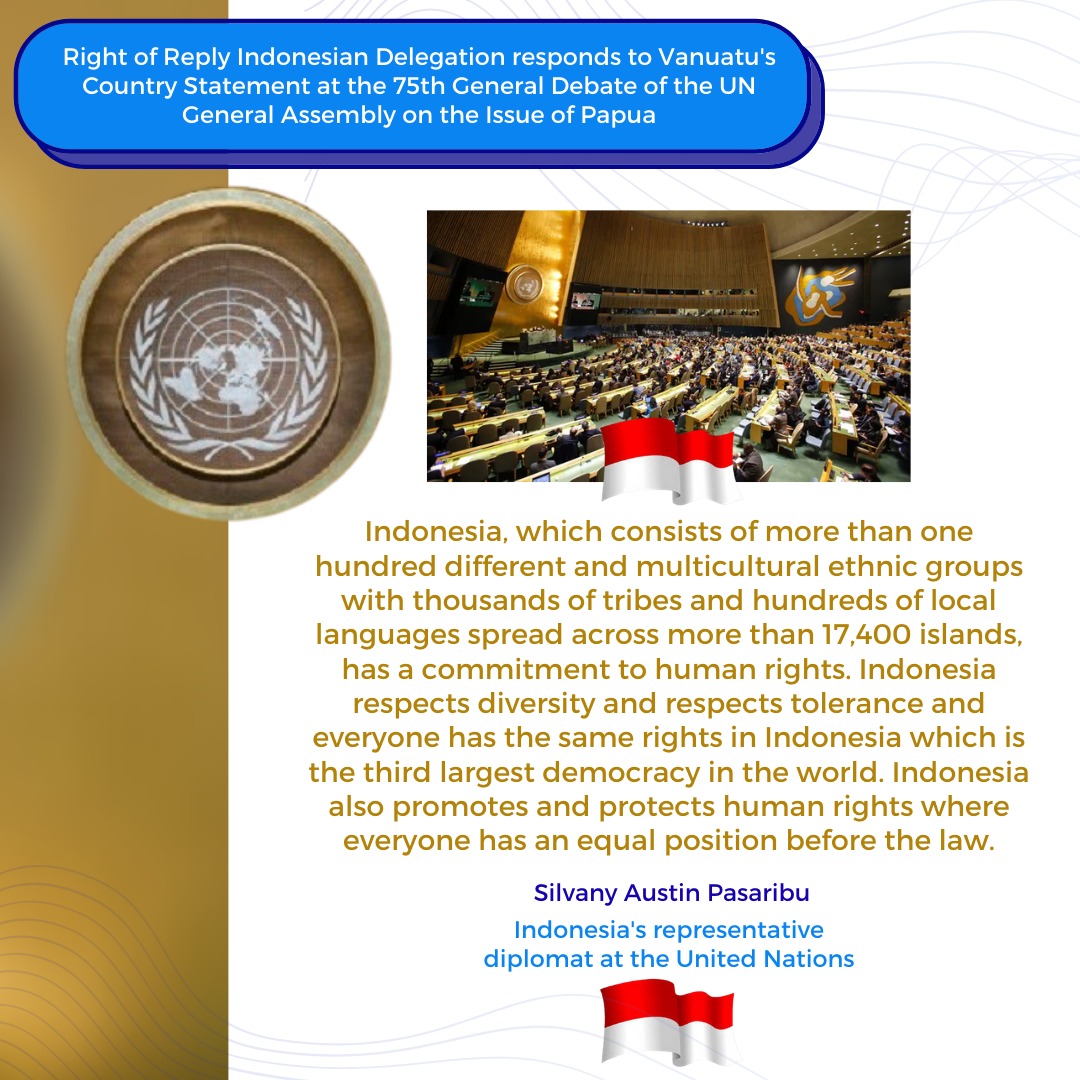 Right of Reply Indonesian Delegation responds to Vanuatu's
Country Statement at the 75th General Debate of the UN
General Assembly on the Issue of Papua
Indonesia, which consists of more than one
hundred different and multicultural ethnic groups
with thousands of tribes and hundreds of local
languages spread across more than 17,400 islands,
has a commitment to human rights. Indonesia
respects diversity and respects tolerance and
everyone has the same rights in Indonesia which is
the third largest democracy in the world. Indonesia
also promotes and protects human rights where
everyone has an equal position before the law.
Silvany Austin Pasaribu
Indonesia's representative
diplomat at the United Nations